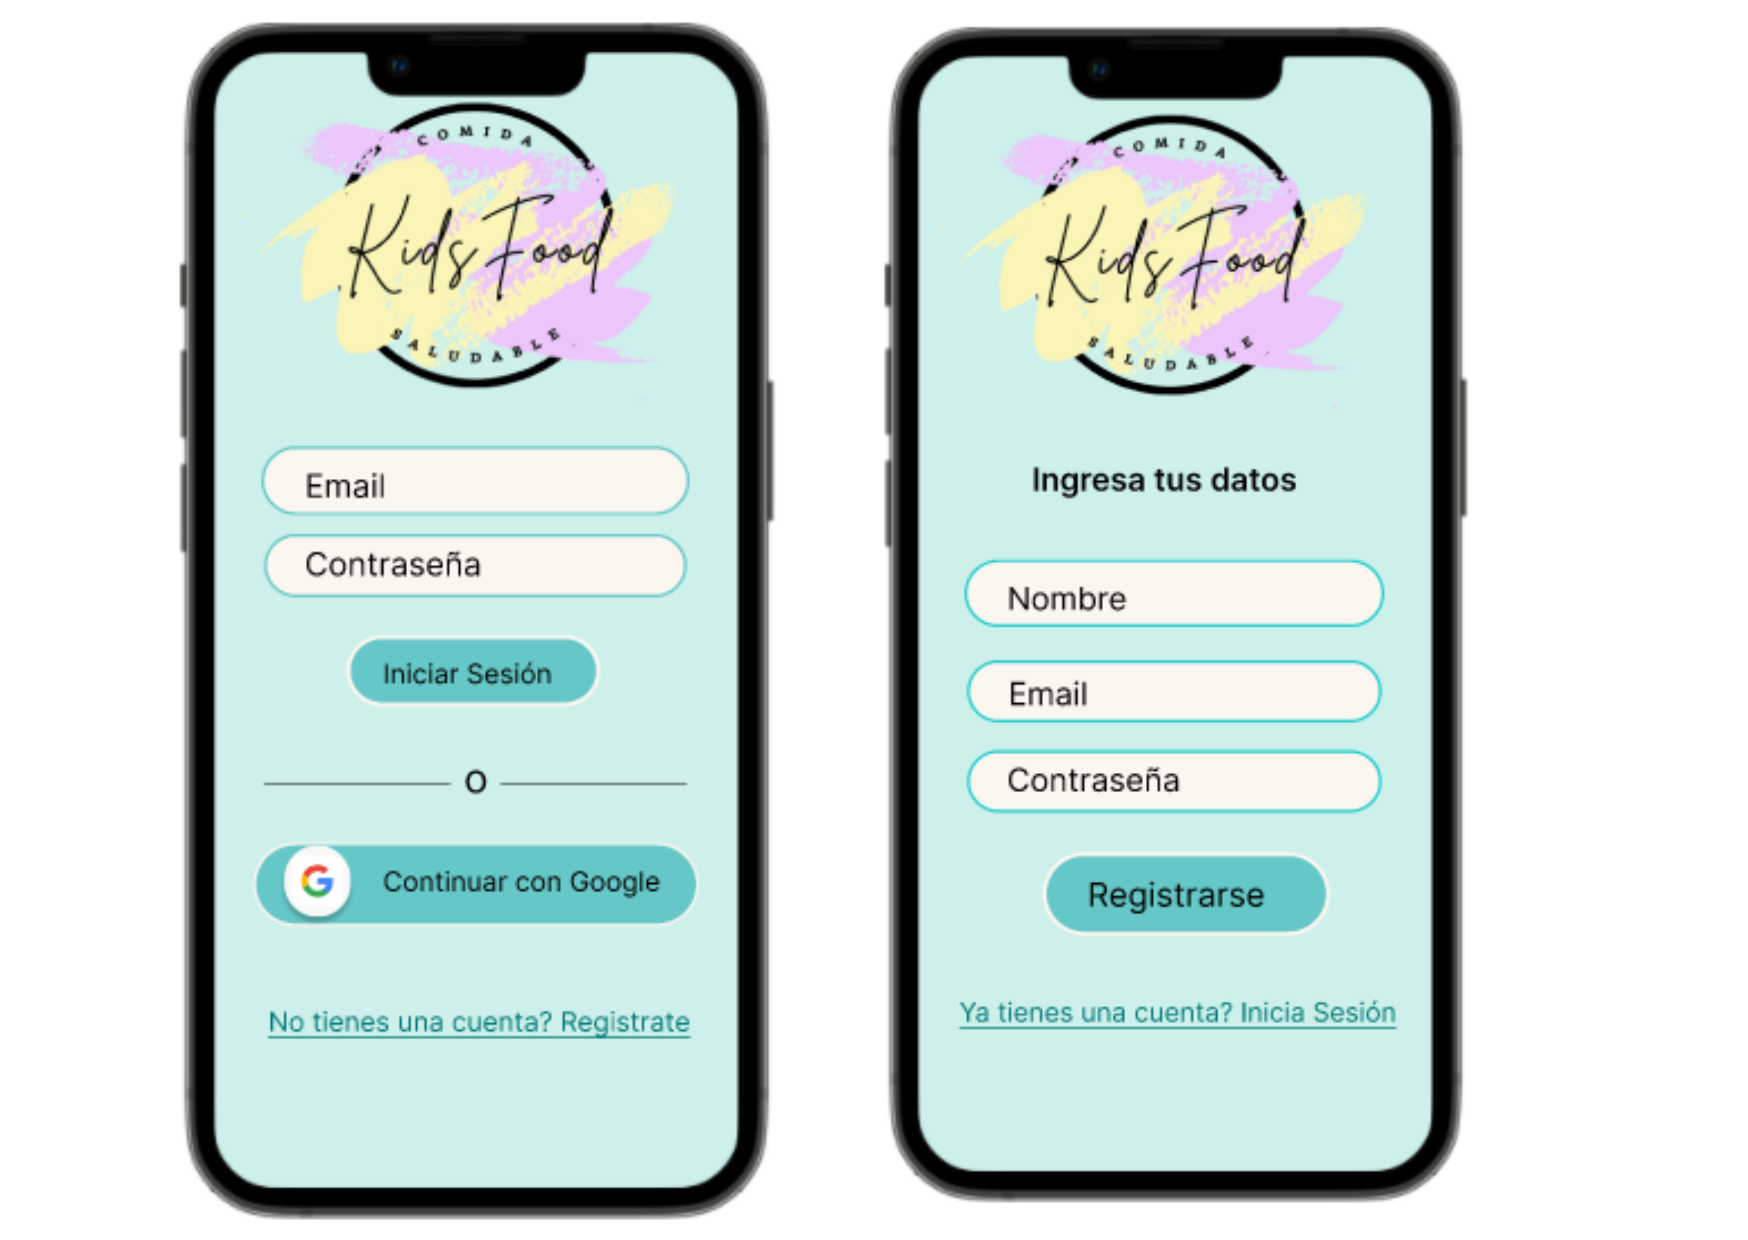 COMIDA
Kids Food
SALUDABLE
Email
Contraseña
Iniciar Sesión
O
Continuar con Google
No tienes una cuenta? Registrate
COMIDA
Kids Food
SALUDABLE
Ingresa tus datos
Nombre
Email
Contraseña
Registrarse
Ya tienes una cuenta? Inicia Sesión